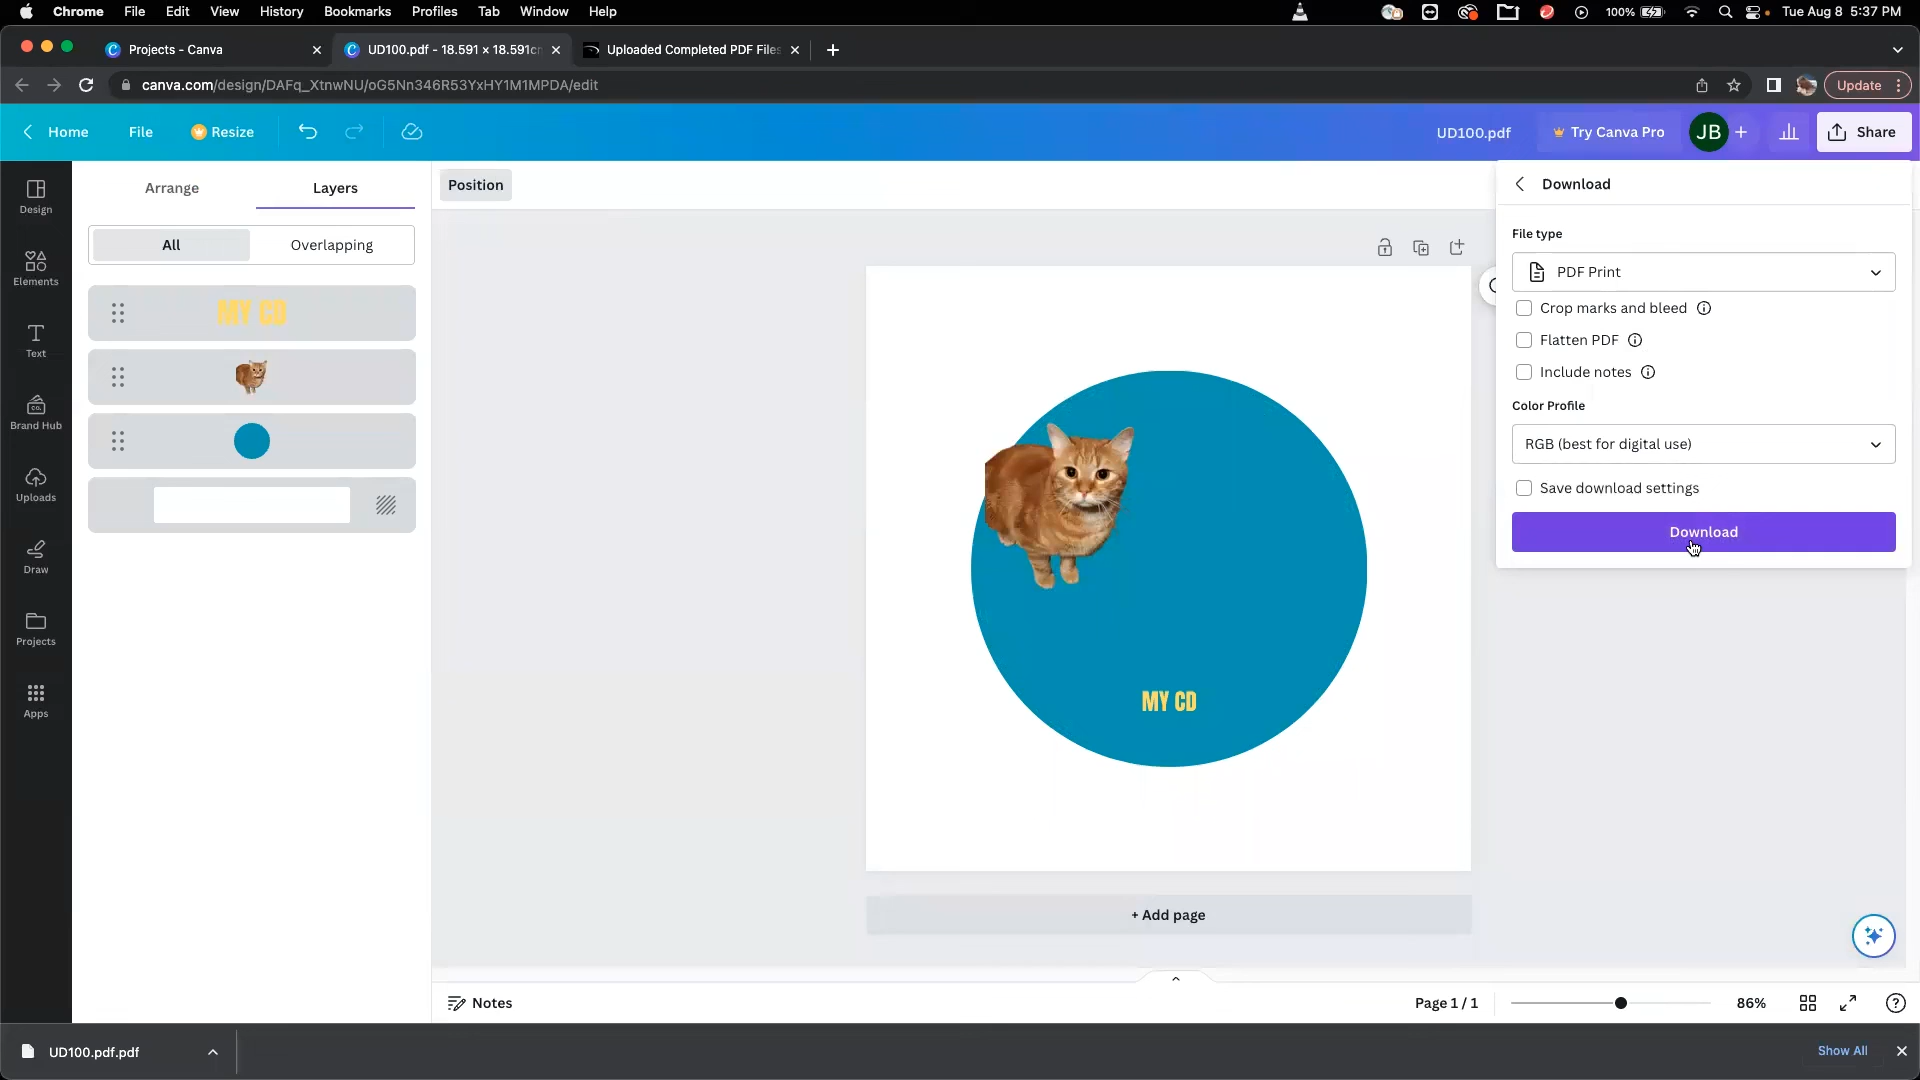 Chrome File Edit View History Bookmarks Profiles Tab Window Help 100% Tue Aug 8 5:37 PM
Projects - Canva UD100.pdf - 18.591 × 18.591c Uploaded Completed PDF Files
canva.com/design/DAFq_XtnwNU/oG5Nn346R53YxHY1M1MPDA/edit Update
Home File Resize UD100.pdf Try Canva Pro JB + Share
Design
Elements
Text
Brand Hub
Uploads
Draw
Projects
Apps
Arrange Layers
All Overlapping
MY CD
Position
MY CD
+ Add page
Download
File type
PDF Print
Crop marks and bleed
Flatten PDF
Include notes
Color Profile
RGB (best for digital use)
Save download settings
Download
Notes Page 1 / 1 86%
UD100.pdf.pdf Show All